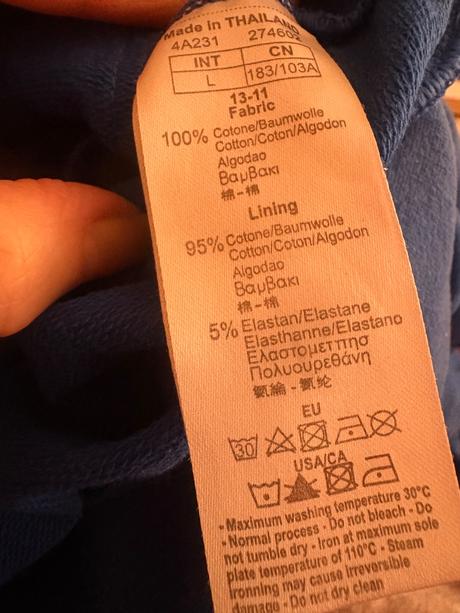 Made in THAILAND
4A231 27460
INT CN
L 183/103A
13-11
Fabric
100% Cotone/Baumwolle
Cotton/Coton/Algodon
Algodao
Βαμβακι
棉-棉
Lining
95% Cotone/Baumwolle
Cotton/Coton/Algodon
Algodao
Βαμβακι
棉-棉
5% Elastan/Elastane
Elasthanne/Elastano
Ελαστομεττησ
Πολυουρεθάνη
氨綸-氨纶
EU
30
USA/CA
- Maximum washing temperature 30°C
- Normal process - Do not bleach - Do
not tumble dry - Iron at maximum sole
plate temperature of 110°C - Steam
ironning may cause irreversible
damage - Do not dry clean